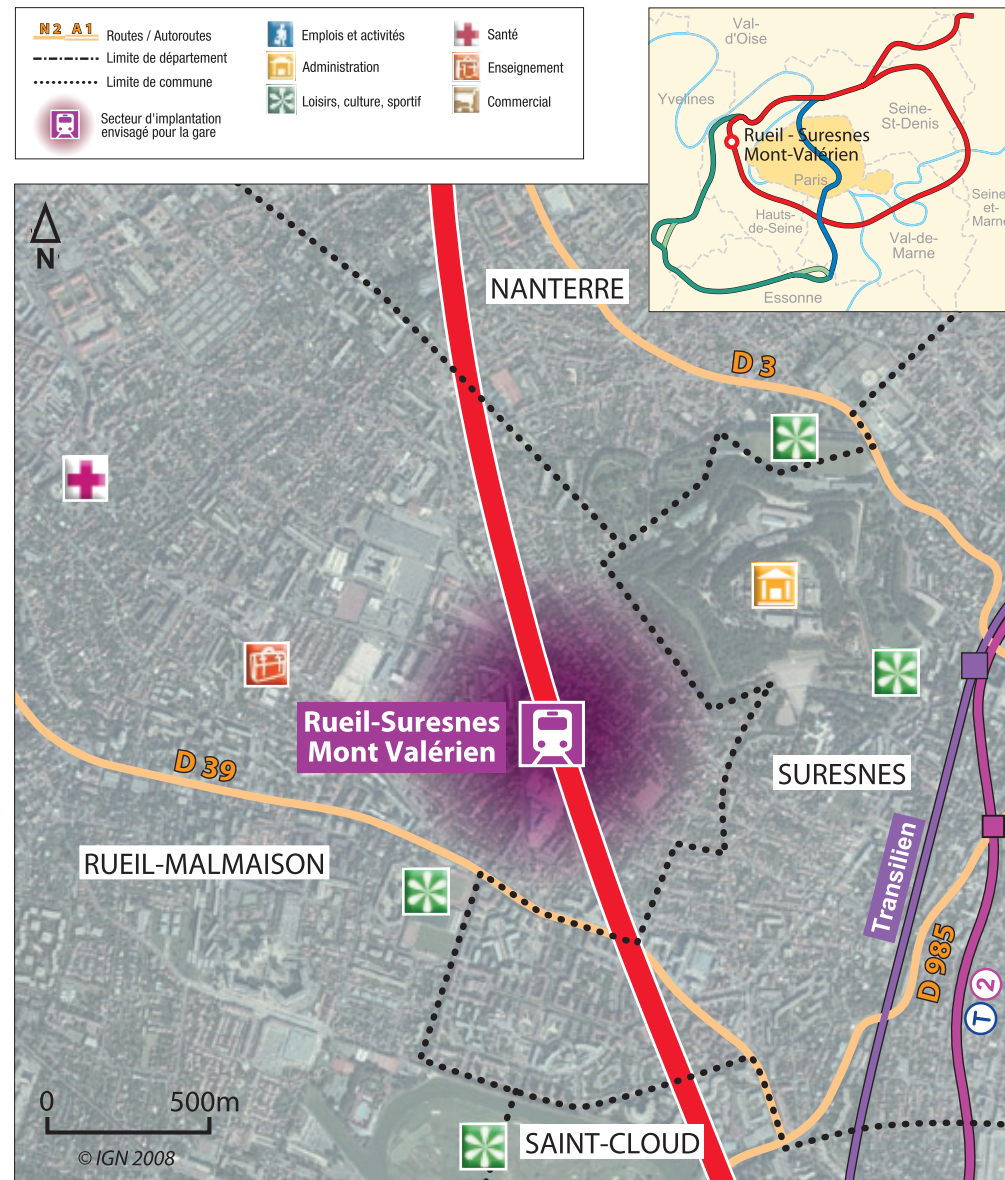 N2 A1 Routes / Autoroutes
Limite de département
Limite de commune
Secteur d'implantation
envisagé pour la gare
Emplois et activités
Administration
Loisirs, culture, sportif
Santé
Enseignement
Commercial
Val-
d'Oise
Yvelines
Seine-
St-Denis
Rueil - Suresnes
Mont-Valérien
Paris
Hauts-
de-Seine
Seine-
et-
Marne
Val-de-
Marne
Essonne
N
NANTERRE
D 3
Rueil-Suresnes
Mont Valérien
D 39
SURESNES
RUEIL-MALMAISON
Transilien
D 985
T 2
0 500m
SAINT-CLOUD
© IGN 2008